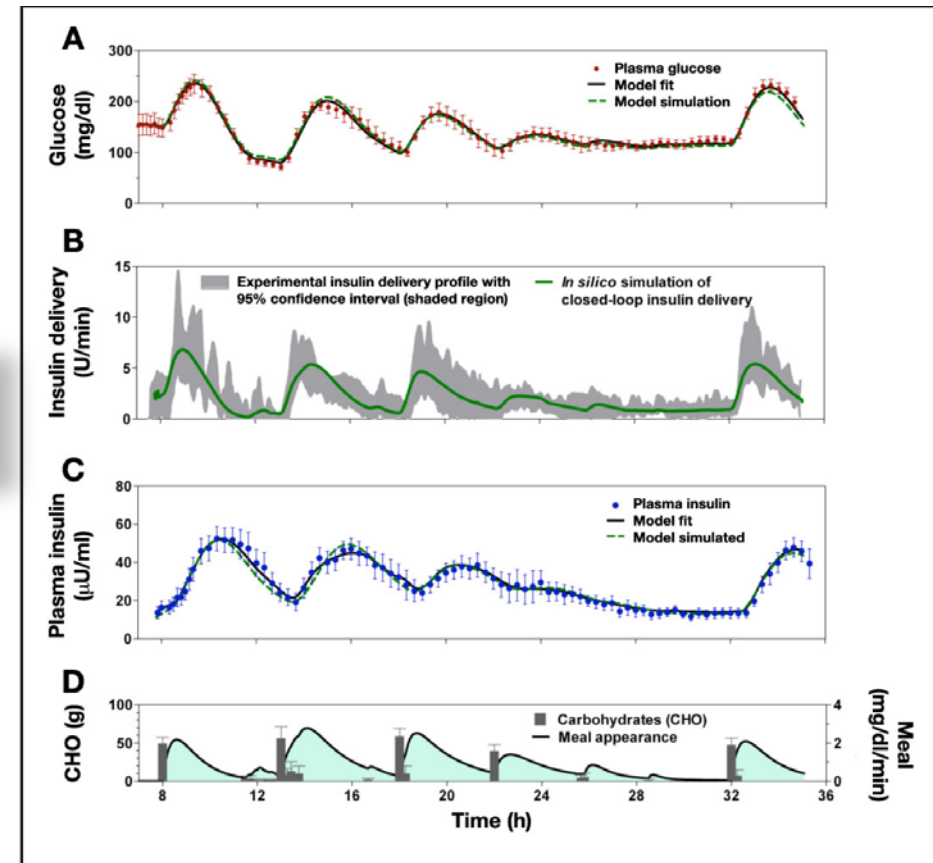 A
300
200
100
0
Glucose
(mg/dl)
Plasma glucose
Model fit
Model simulation
B
15
10
5
0
Insulin delivery
(U/min)
Experimental insulin delivery profile with
95% confidence interval (shaded region)
In silico simulation of
closed-loop insulin delivery
C
80
60
40
20
0
Plasma insulin
(μU/ml)
Plasma insulin
Model fit
Model simulated
D
100
50
0
CHO (g)
Carbohydrates (CHO)
Meal appearance
4
2
0
Meal
(mg/dl/min)
8 12 16 20 24 28 32 36
Time (h)